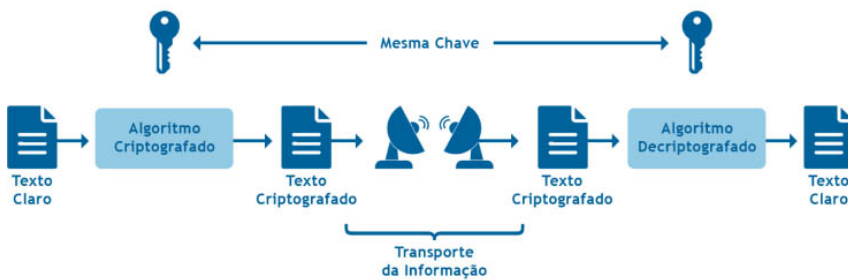 Mesma Chave
Algoritmo
Criptografado
Algoritmo
Decriptografado
Texto
Claro
Texto
Criptografado
Texto
Criptografado
Texto
Claro
Transporte
da Informação